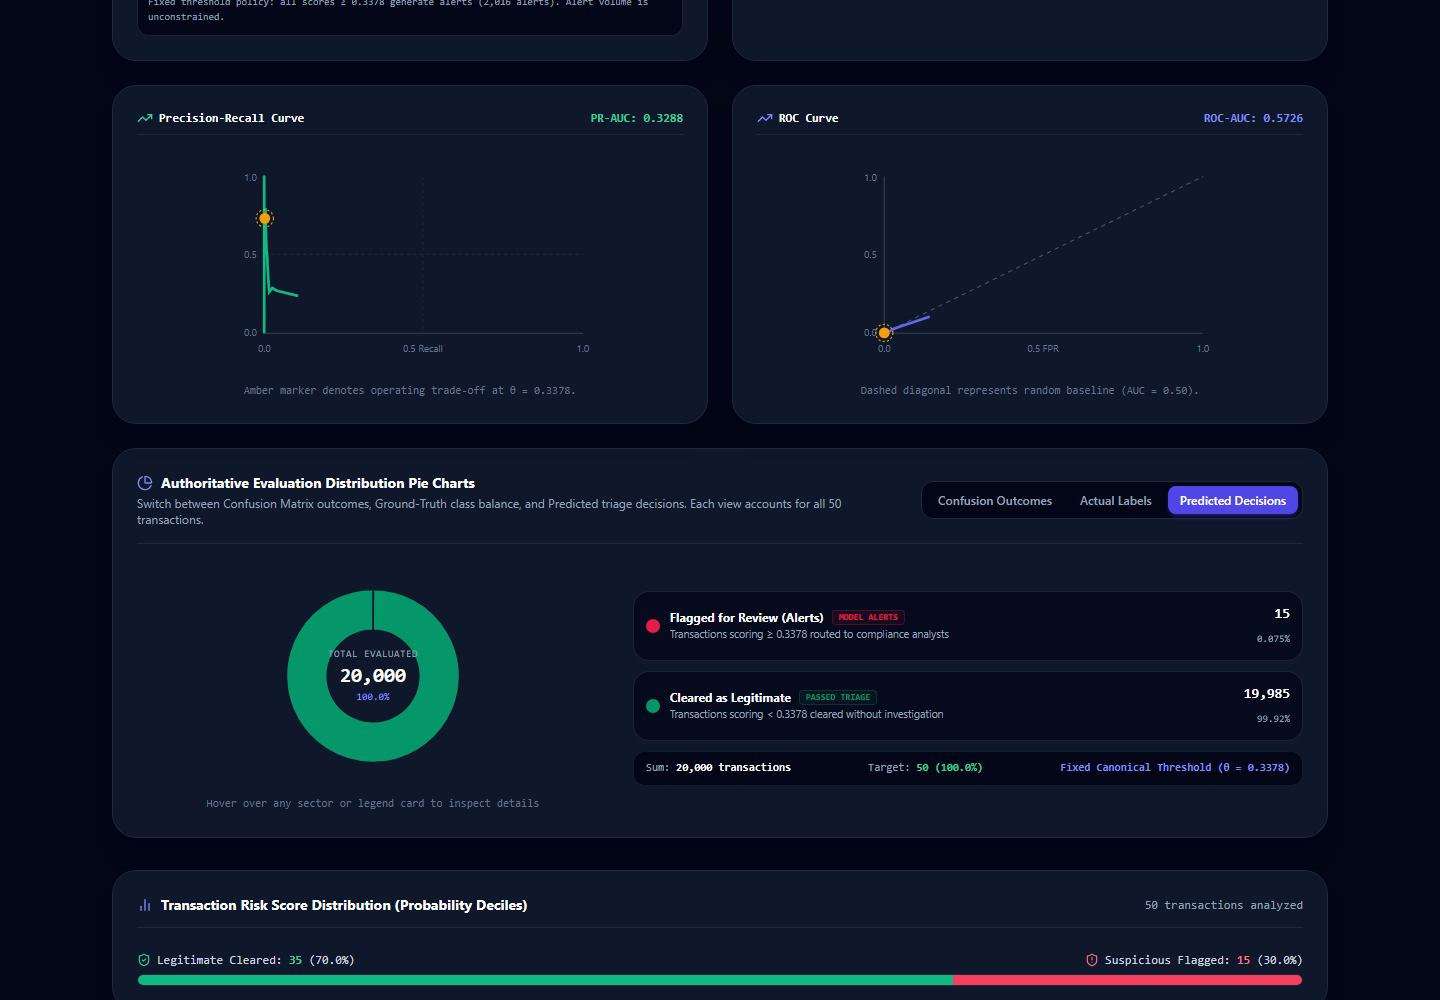 Fixed threshold policy: all scores ≥ 0.3378 generate alerts (2,016 alerts). Alert volume is
unconstrained.
Precision-Recall Curve
PR-AUC: 0.3288
1.0
0.5
0.0
0.0
0.5 Recall
1.0
Amber marker denotes operating trade-off at θ = 0.3378.
ROC Curve
ROC-AUC: 0.5726
1.0
0.5
0.0
0.0
0.5 FPR
1.0
Dashed diagonal represents random baseline (AUC = 0.50).
Authoritative Evaluation Distribution Pie Charts
Switch between Confusion Matrix outcomes, Ground-Truth class balance, and Predicted triage decisions. Each view accounts for all 50
transactions.
Confusion Outcomes
Actual Labels
Predicted Decisions
TOTAL EVALUATED
20,000
100.0%
Hover over any sector or legend card to inspect details
Flagged for Review (Alerts) MODEL ALERTS
15
Transactions scoring ≥ 0.3378 routed to compliance analysts
0.075%
Cleared as Legitimate PASSED TRIAGE
19,985
Transactions scoring < 0.3378 cleared without investigation
99.92%
Sum: 20,000 transactions
Target: 50 (100.0%)
Fixed Canonical Threshold (θ = 0.3378)
Transaction Risk Score Distribution (Probability Deciles)
50 transactions analyzed
Legitimate Cleared: 35 (70.0%)
Suspicious Flagged: 15 (30.0%)